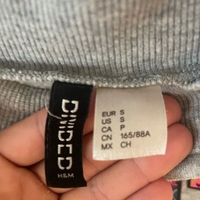 DIVIDED
H&M
EUR S
US S
CA P
CN 165/88A
MX CH